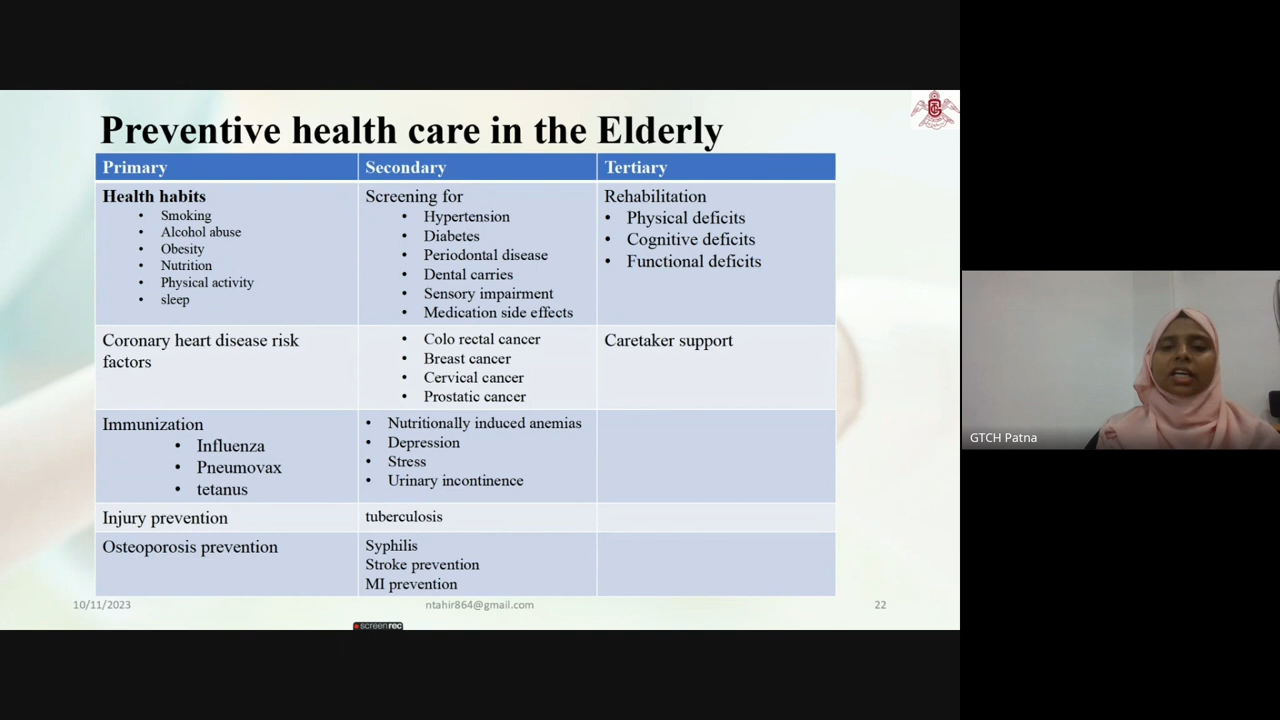 Preventive health care in the Elderly
Primary
Secondary
Tertiary
Health habits
• Smoking
• Alcohol abuse
• Obesity
• Nutrition
• Physical activity
• sleep
Screening for
• Hypertension
• Diabetes
• Periodontal disease
• Dental carries
• Sensory impairment
• Medication side effects
Rehabilitation
• Physical deficits
• Cognitive deficits
• Functional deficits
Coronary heart disease risk
factors
• Colo rectal cancer
• Breast cancer
• Cervical cancer
• Prostatic cancer
Caretaker support
Immunization
• Influenza
• Pneumovax
• tetanus
• Nutritionally induced anemias
• Depression
• Stress
• Urinary incontinence
Injury prevention
tuberculosis
Osteoporosis prevention
Syphilis
Stroke prevention
MI prevention
10/11/2023
ntahir864@gmail.com
22
screenrec
GTCH Patna